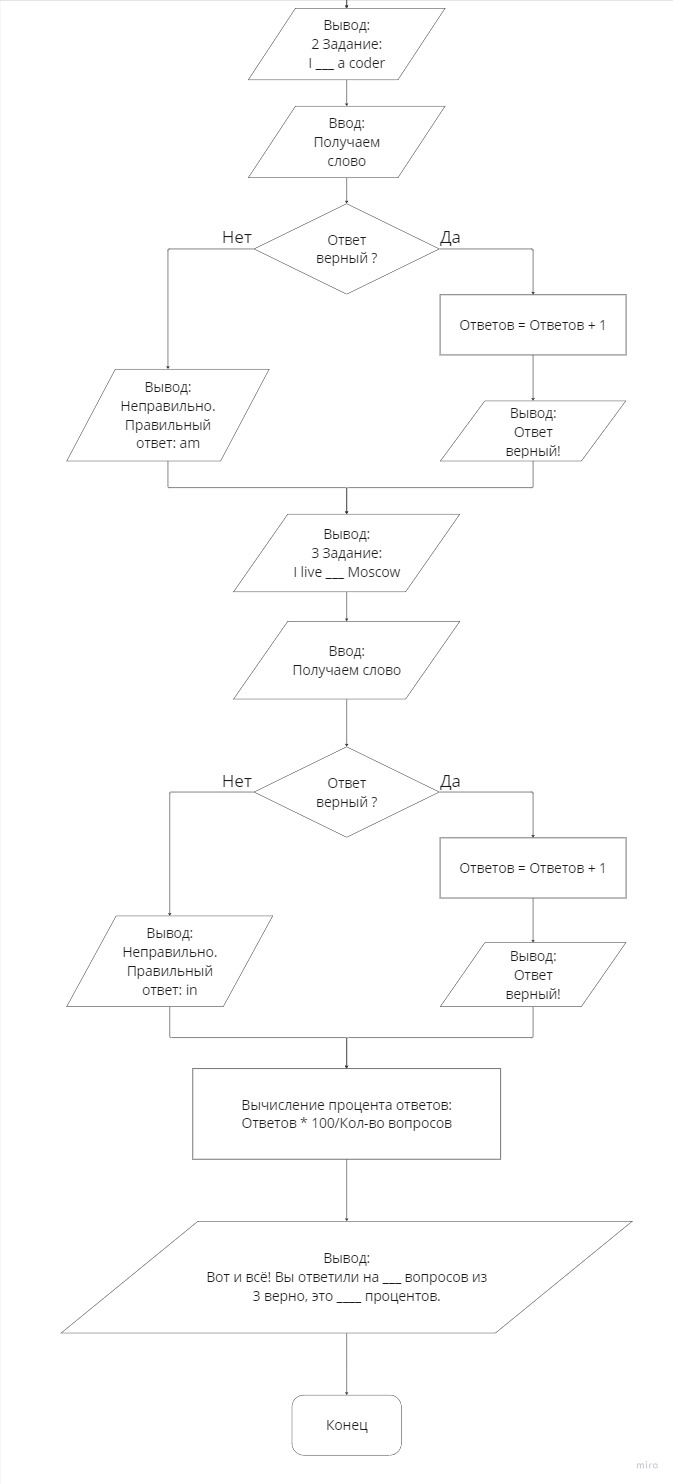 Вывод:
2 Задание:
I ___ a coder
Ввод:
Получаем
слово
Нет
Ответ
верный ?
Да
Ответов = Ответов + 1
Вывод:
Неправильно.
Правильный
ответ: am
Вывод:
Ответ
верный!
Вывод:
3 Задание:
I live ___ Moscow
Ввод:
Получаем слово
Нет
Ответ
верный ?
Да
Ответов = Ответов + 1
Вывод:
Неправильно.
Правильный
ответ: in
Вывод:
Ответ
верный!
Вычисление процента ответов:
Ответов * 100/Кол-во вопросов
Вывод:
Вот и всё! Вы ответили на ___ вопросов из
3 верно, это ____ процентов.
Конец
miro